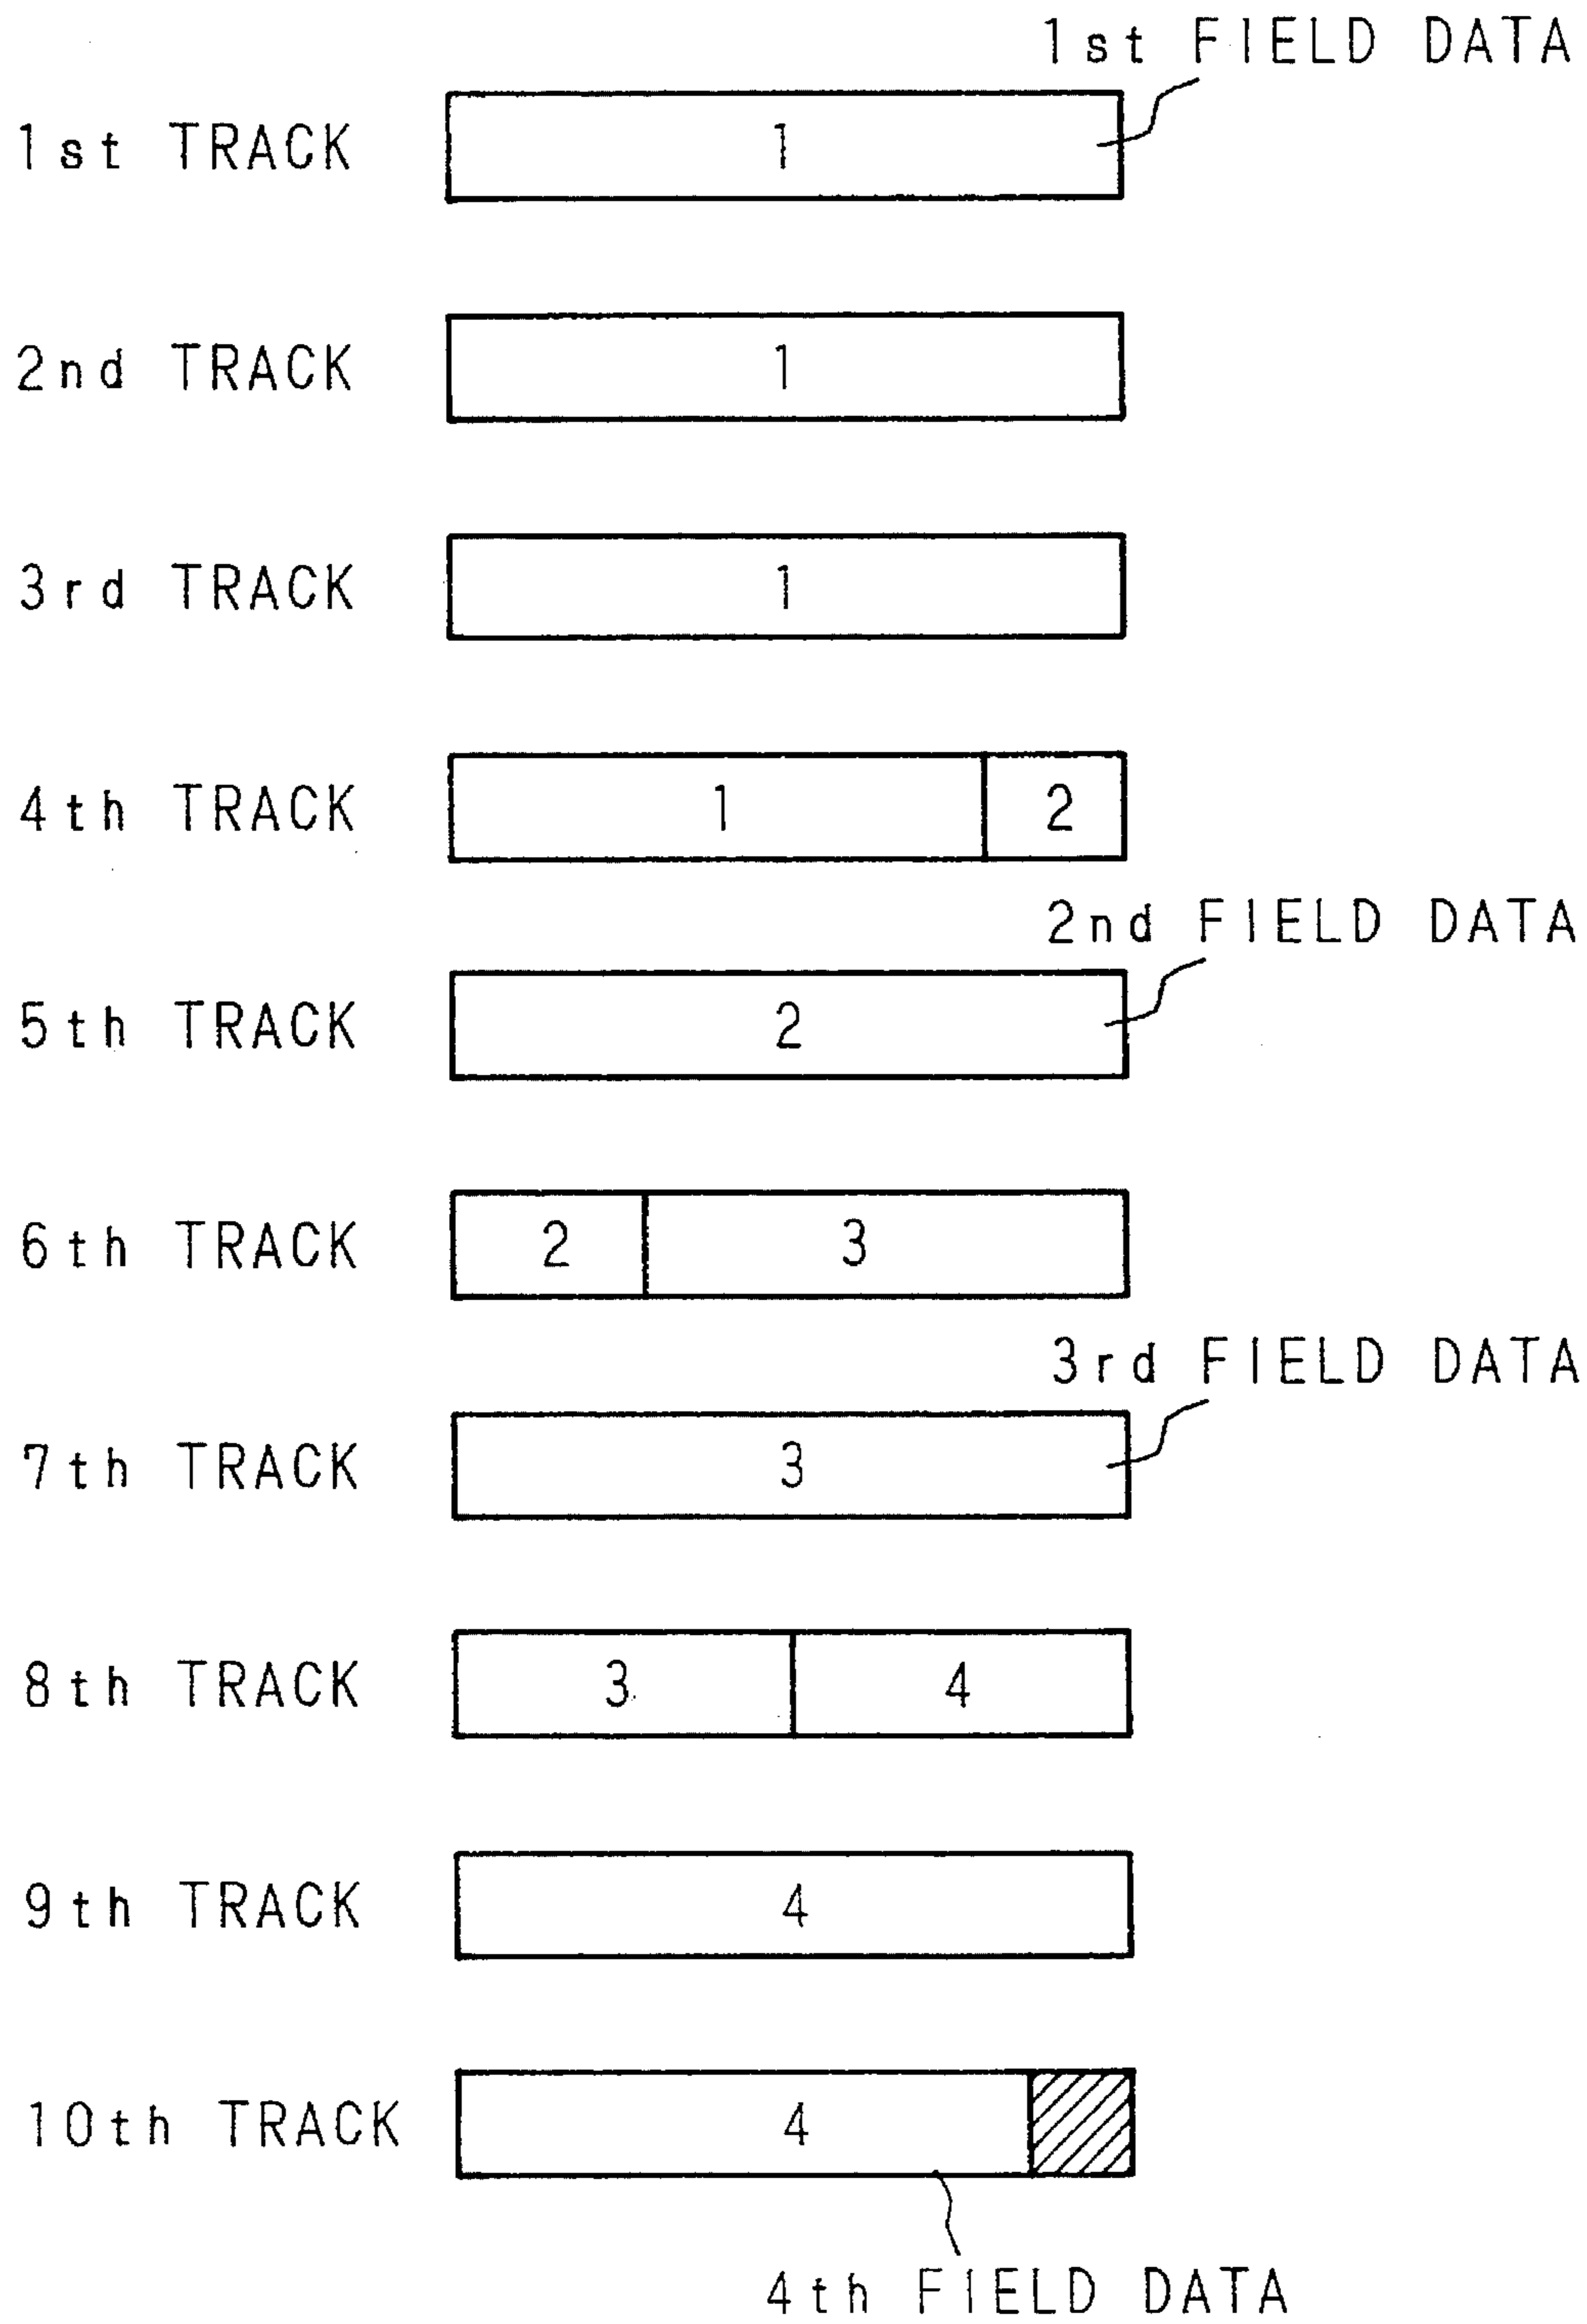 1st FIELD DATA
1st TRACK 1
2nd TRACK 1
3rd TRACK 1
4th TRACK 1 2
2nd FIELD DATA
5th TRACK 2
6th TRACK 2 3
3rd FIELD DATA
7th TRACK 3
8th TRACK 3 4
9th TRACK 4
10th TRACK 4
4th FIELD DATA